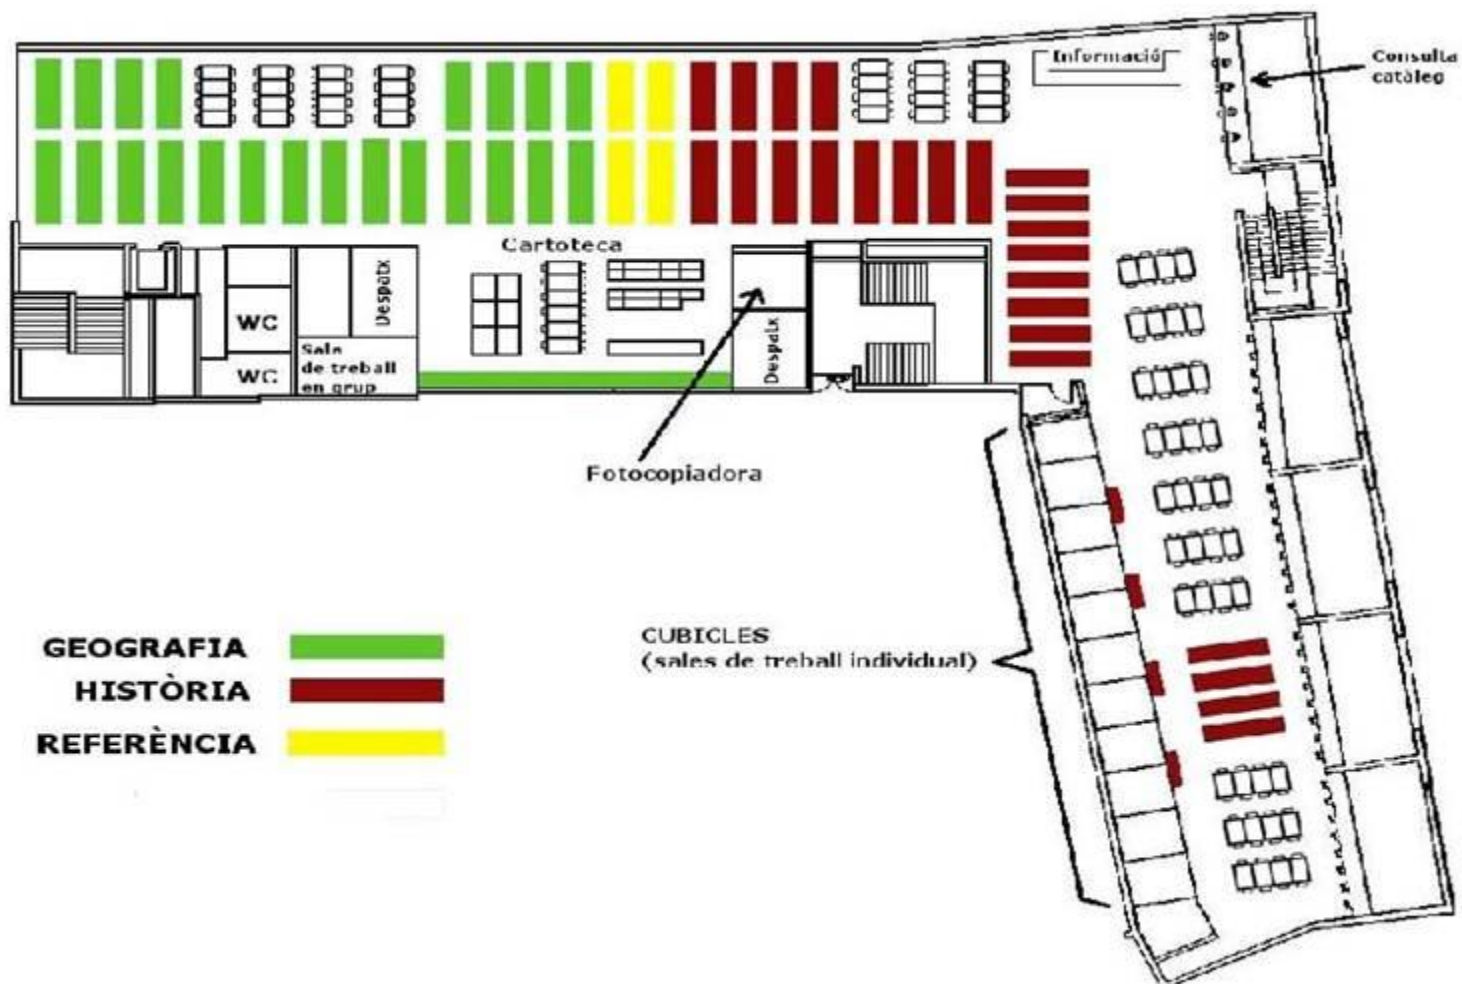 Informació
Consulta
catàleg
Cartoteca
Despatx
WC
WC
Sala
de treball
en grup
Despatx
Fotocopiadora
CUBICLES
(sales de treball individual)
GEOGRAFIA
HISTÒRIA
REFERÈNCIA